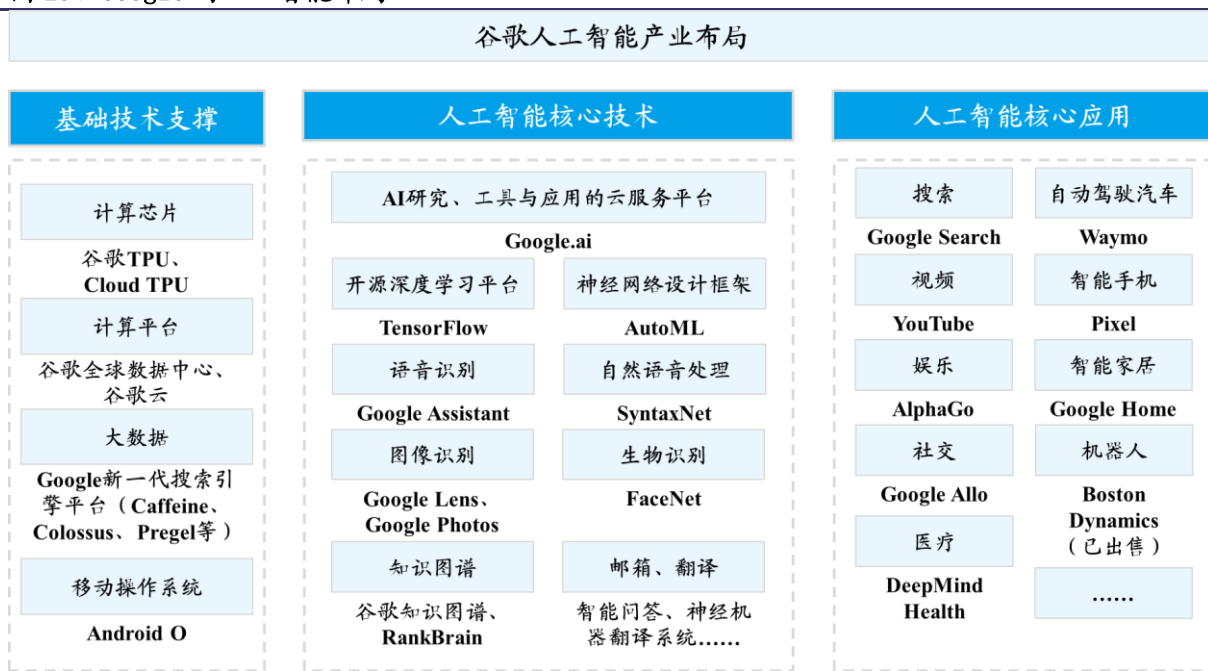 谷歌人工智能产业布局
基础技术支撑
计算芯片
谷歌TPU、
Cloud TPU
计算平台
谷歌全球数据中心、
谷歌云
大数据
Google新一代搜索引
擎平台（Caffeine、
Colossus、Pregel等）
移动操作系统
Android O
人工智能核心技术
AI研究、工具与应用的云服务平台
Google.ai
开源深度学习平台
TensorFlow
神经网络设计框架
AutoML
语音识别
Google Assistant
自然语音处理
SyntaxNet
图像识别
Google Lens、
Google Photos
生物识别
FaceNet
知识图谱
谷歌知识图谱、
RankBrain
邮箱、翻译
智能问答、神经机
器翻译系统……
人工智能核心应用
搜索
Google Search
自动驾驶汽车
Waymo
视频
YouTube
智能手机
Pixel
娱乐
AlphaGo
智能家居
Google Home
社交
Google Allo
机器人
Boston
Dynamics
（已出售）
医疗
DeepMind
Health
……